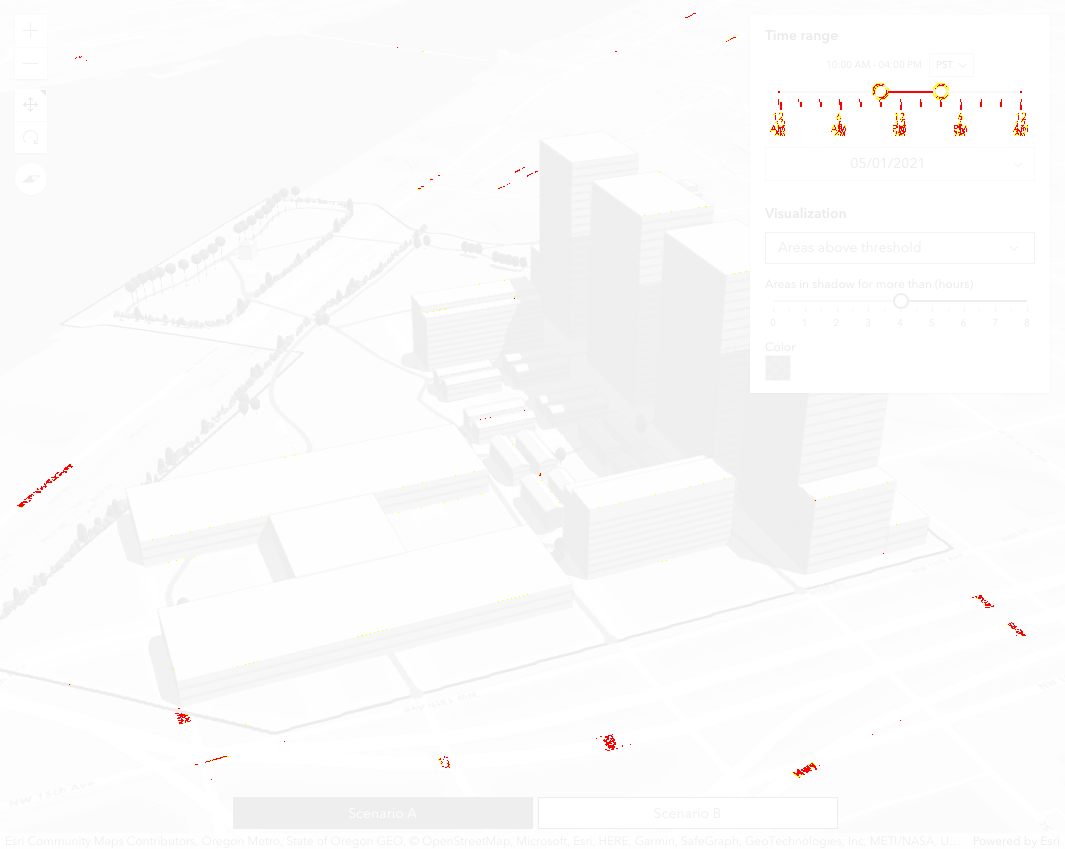 Time range
10:00 AM - 04:00 PM PST
12 AM 6 AM 12 PM 6 PM 12 AM
05/01/2021
Visualization
Areas above threshold
Areas in shadow for more than (hours)
0 1 2 3 4 5 6 7 8
Color
NW 15th Ave
Scenario A Scenario B
Esri Community Maps Contributors, Oregon Metro, State of Oregon GEO, © OpenStreetMap, Microsoft, Esri, HERE, Garmin, SafeGraph, GeoTechnologies, Inc, METI/NASA, U... Powered by Esri